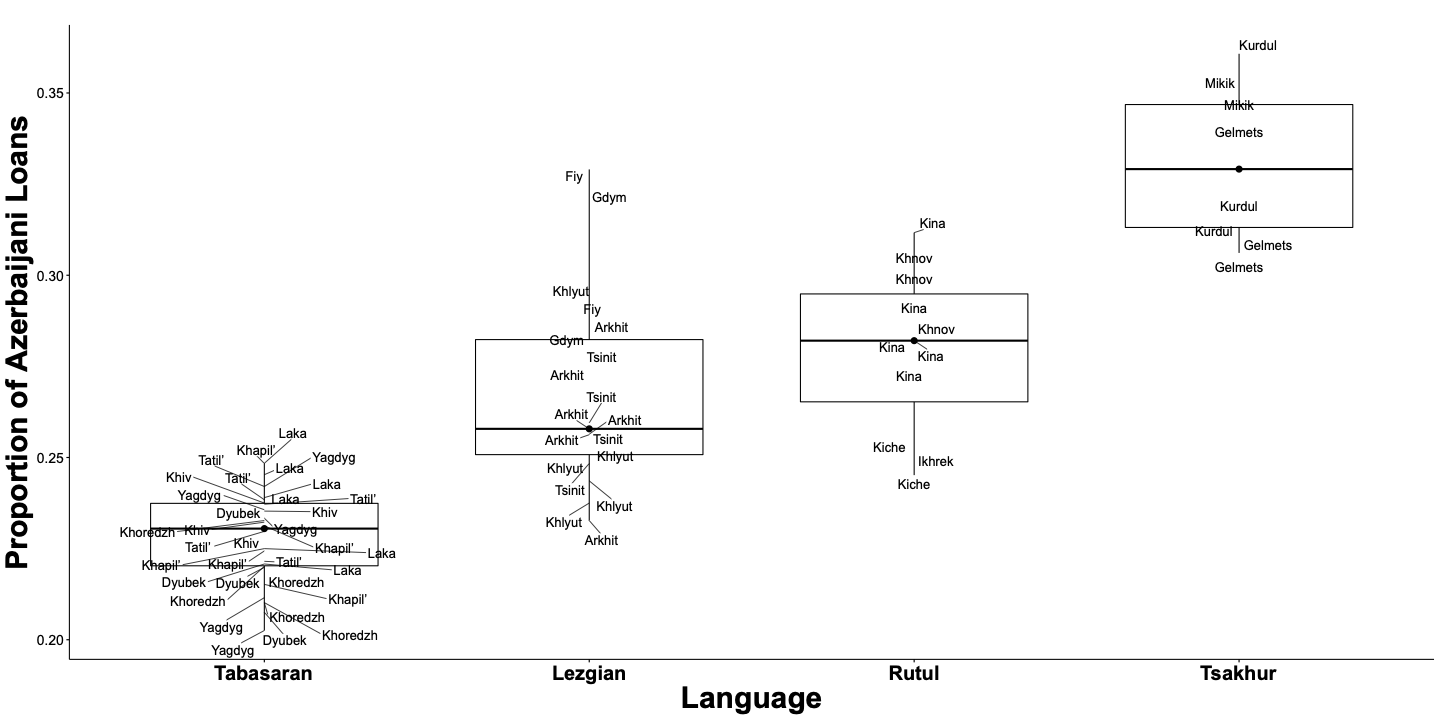 Proportion of Azerbaijani Loans
0.35
0.30
0.25
0.20
Laka
Khapil’
Tatil’
Yagdyg
Laka
Khiv
Tatil’
Laka
Yagdyg
Laka
Tatil’
Dyubek
Khiv
Khoredzh
Khiv
Yagdyg
Tatil’
Khiv
Khapil’
Laka
Khapil’
Khapil’
Tatil’
Laka
Dyubek
Dyubek
Khoredzh
Khoredzh
Khapil’
Khoredzh
Yagdyg
Khoredzh
Dyubek
Yagdyg
Fiy
Gdym
Khlyut
Fiy
Arkhit
Gdym
Tsinit
Arkhit
Tsinit
Arkhit
Arkhit
Arkhit
Tsinit
Khlyut
Khlyut
Tsinit
Khlyut
Khlyut
Arkhit
Kina
Khnov
Khnov
Kina
Khnov
Kina
Kina
Kina
Kiche
Ikhrek
Kiche
Kurdul
Mikik
Mikik
Gelmets
Kurdul
Kurdul
Gelmets
Gelmets
Tabasaran
Lezgian
Rutul
Tsakhur
Language